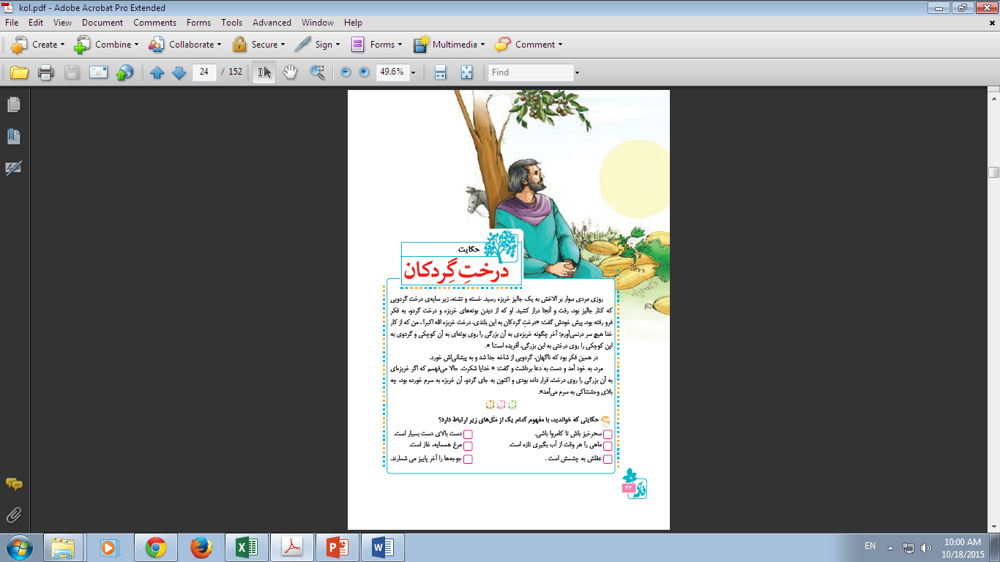 kol.pdf - Adobe Acrobat Pro Extended
File Edit View Document Comments Forms Tools Advanced Window Help
Create Combine Collaborate Secure Sign Forms Multimedia Comment
24 / 152 49.6% Find
حکایت
درختِ گِردکان
روزی مردی سوار بر الاغش به یک جالیز خربزه رسید. خسته و تشنه، زیر سایه‌ی درخت گردویی
که کنار جالیز بود، رفت و آنجا دراز کشید. او که از دیدن بوته‌های خربزه و درخت گردو، به فکر
فرو رفته بود، پیش خودش گفت: «درختِ گردکان به این بلندی، درخت خربزه الله اکبر! ، من که از کار
خدا هیچ سر درنمی‌آورم؛ آخر چگونه خربزه‌ی به آن بزرگی را روی بوته‌ای به آن کوچکی و گردوی به
این کوچکی را روی درختی به این بزرگی، آفریده است! ».
در همین فکر بود که ناگهان، گردویی از شاخه جدا شد و به پیشانی‌اش خورد.
مرد، به خود آمد و دست به دعا برداشت و گفت: « خدایا شکرت. حالا می‌فهمم که اگر خربزه‌ای
به آن بزرگی را روی درخت، قرار داده بودی و اکنون به جای گردو، آن خربزه به سرم خورده بود، چه
بلای وحشتناکی به سرم می‌آمد».
حکایتی که خواندید، با مفهوم کدام یک از مَثَل‌های زیر ارتباط دارد؟
سحرخیز باش تا کامروا باشی. دست بالای دست بسیار است.
ماهی را هر وقت از آب بگیری تازه است. مرغ همسایه، غاز است.
عقلش به چشمش است . جوجه‌ها را آخر پاییز می شمارند.
۲۴
EN 10:00 AM
10/18/2015